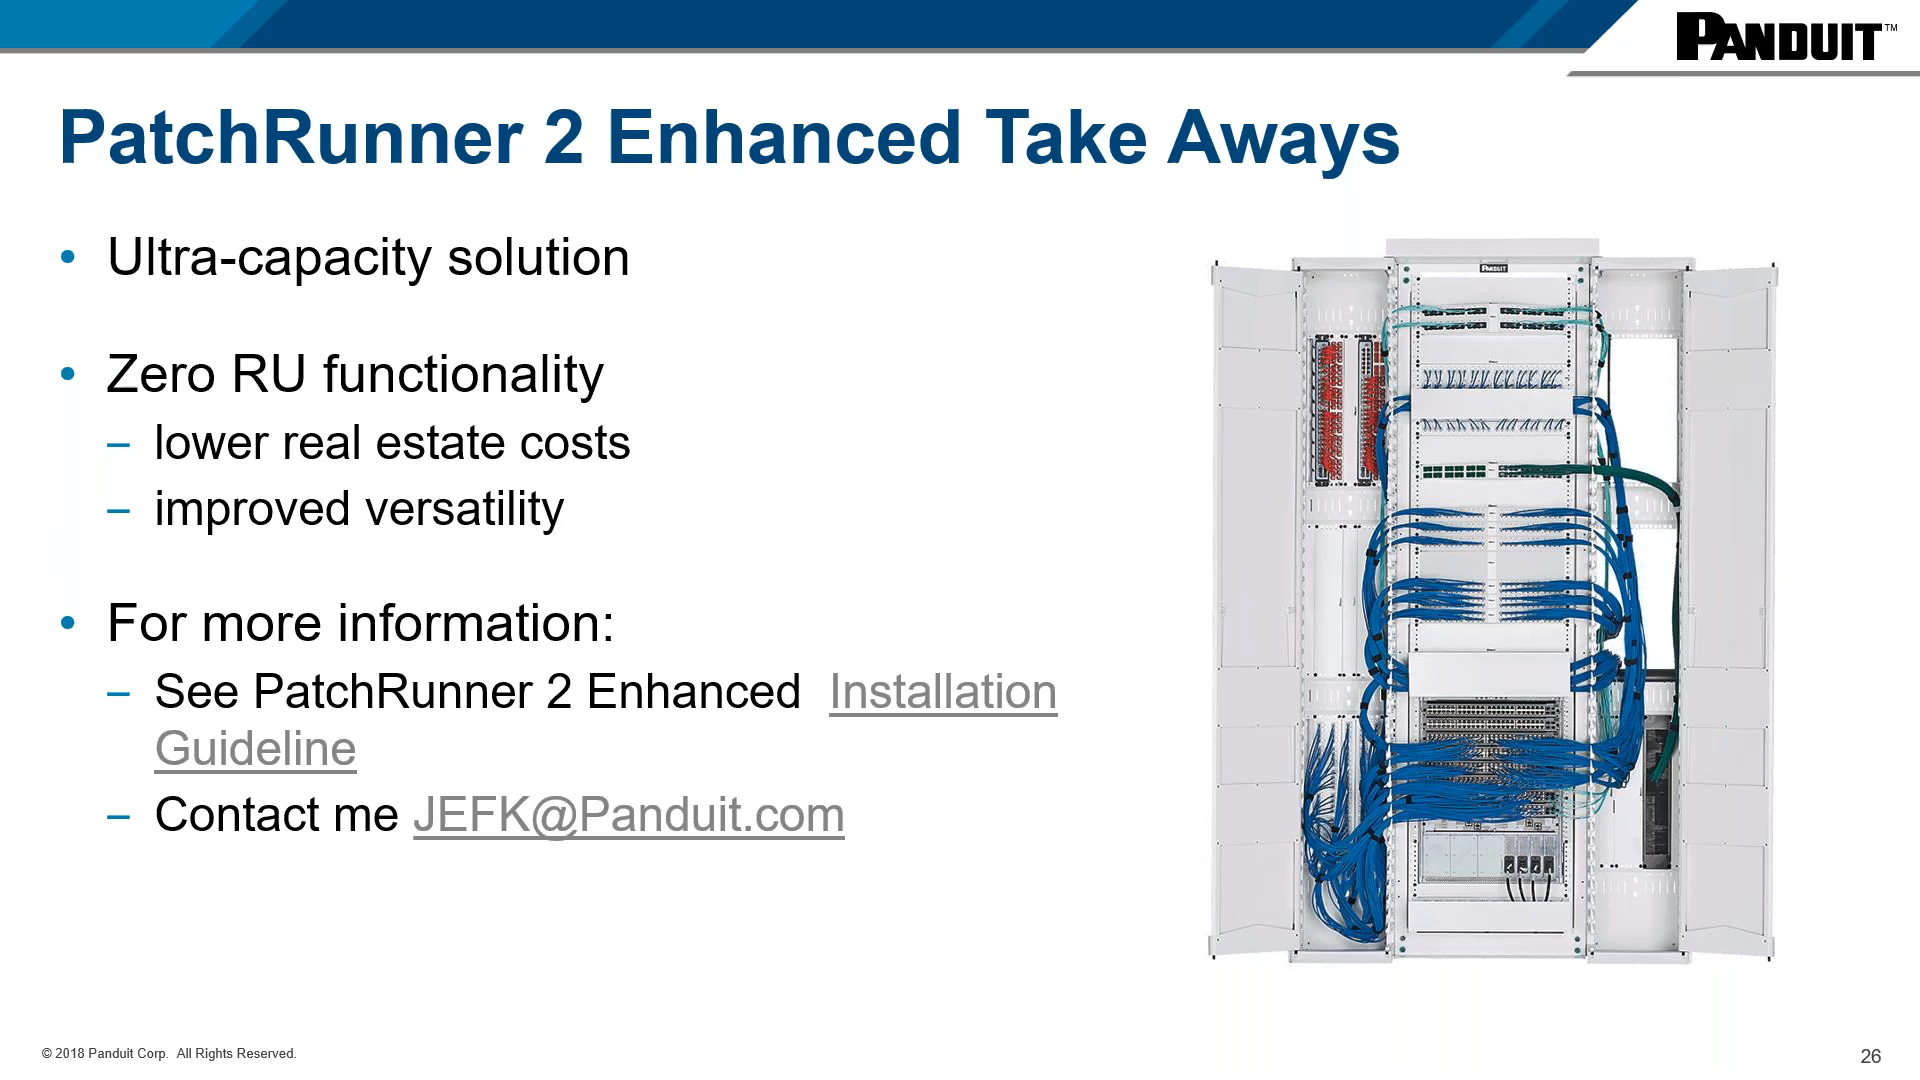 PANDUIT™
PatchRunner 2 Enhanced Take Aways
• Ultra-capacity solution
• Zero RU functionality
– lower real estate costs
– improved versatility
• For more information:
– See PatchRunner 2 Enhanced Installation
Guideline
– Contact me JEFK@Panduit.com
PANDUIT
© 2018 Panduit Corp. All Rights Reserved.
26